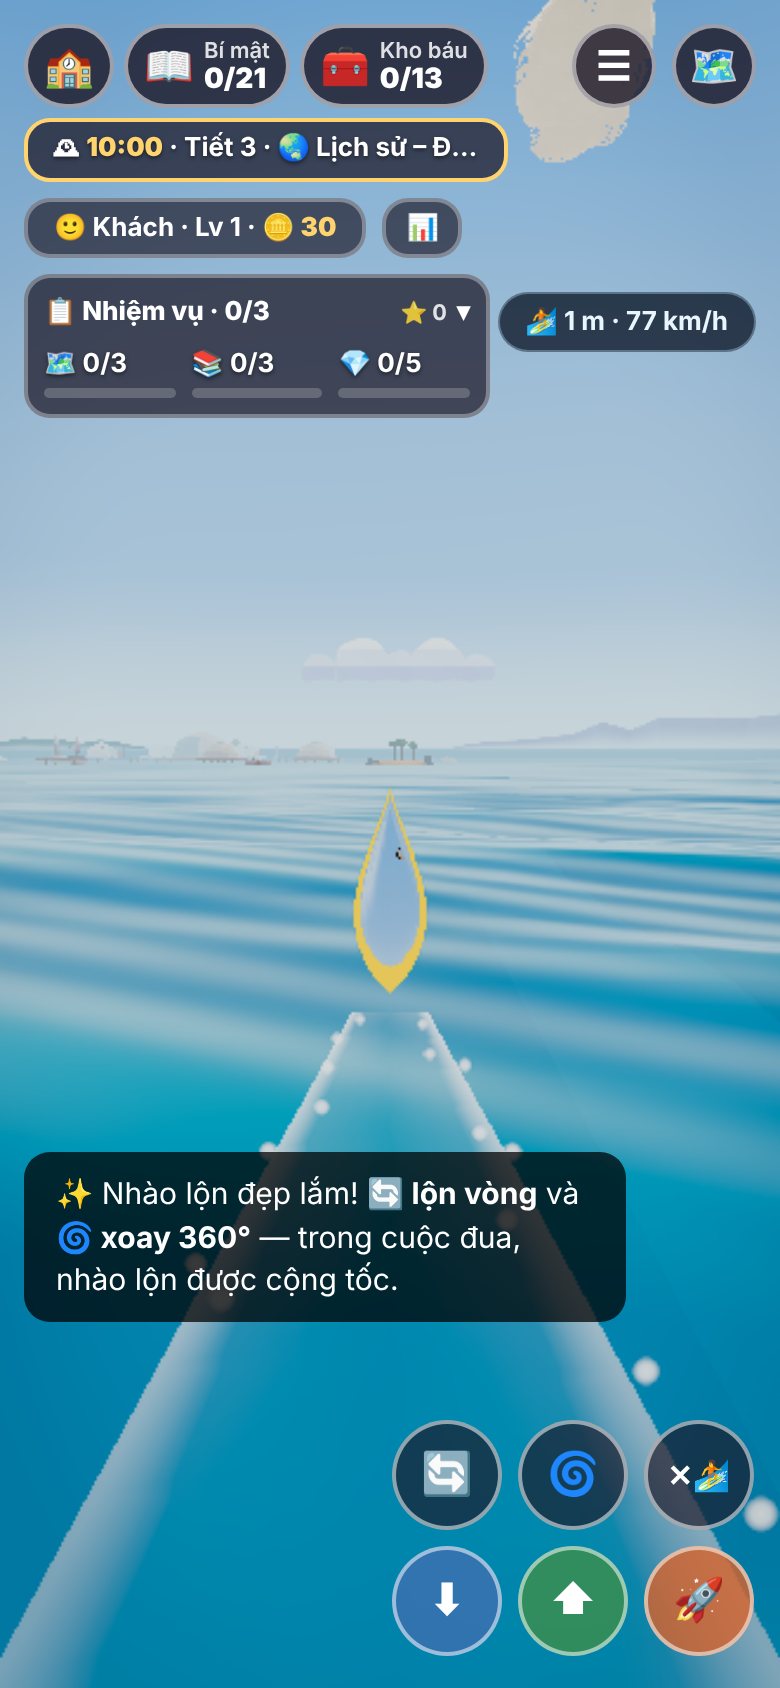 Bí mật
0/21
Kho báu
0/13
10:00 · Tiết 3 · Lịch sử – Đ...
Khách · Lv 1 · 30
Nhiệm vụ · 0/3
0 ▼
0/3
0/3
0/5
1 m · 77 km/h
Nhào lộn đẹp lắm! lộn vòng và
xoay 360° — trong cuộc đua,
nhào lộn được cộng tốc.